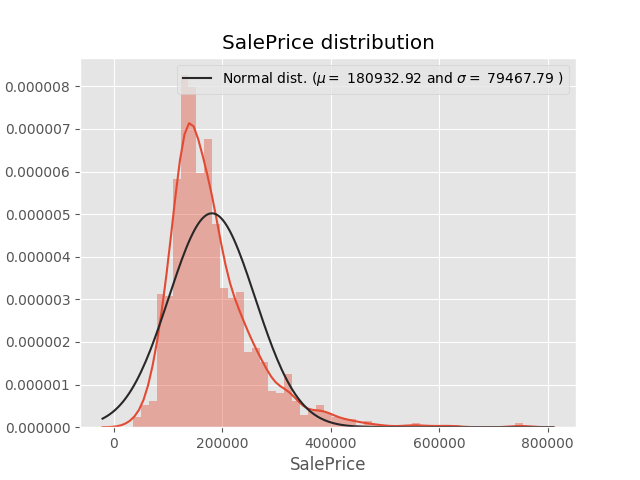 SalePrice distribution
Normal dist. (μ = 180932.92 and σ = 79467.79 )
0.000008
0.000007
0.000006
0.000005
0.000004
0.000003
0.000002
0.000001
0.000000
0 200000 400000 600000 800000
SalePrice